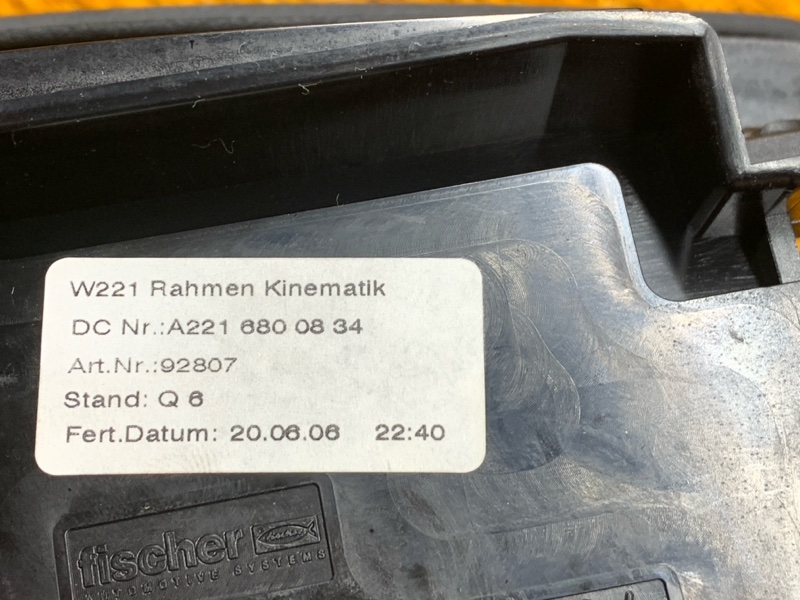 W221 Rahmen Kinematik
DC Nr.:A221 680 08 34
Art.Nr.:92807
Stand: Q 6
Fert.Datum: 20.06.06 22:40
fischer
AUTOMOTIVE SYSTEMS